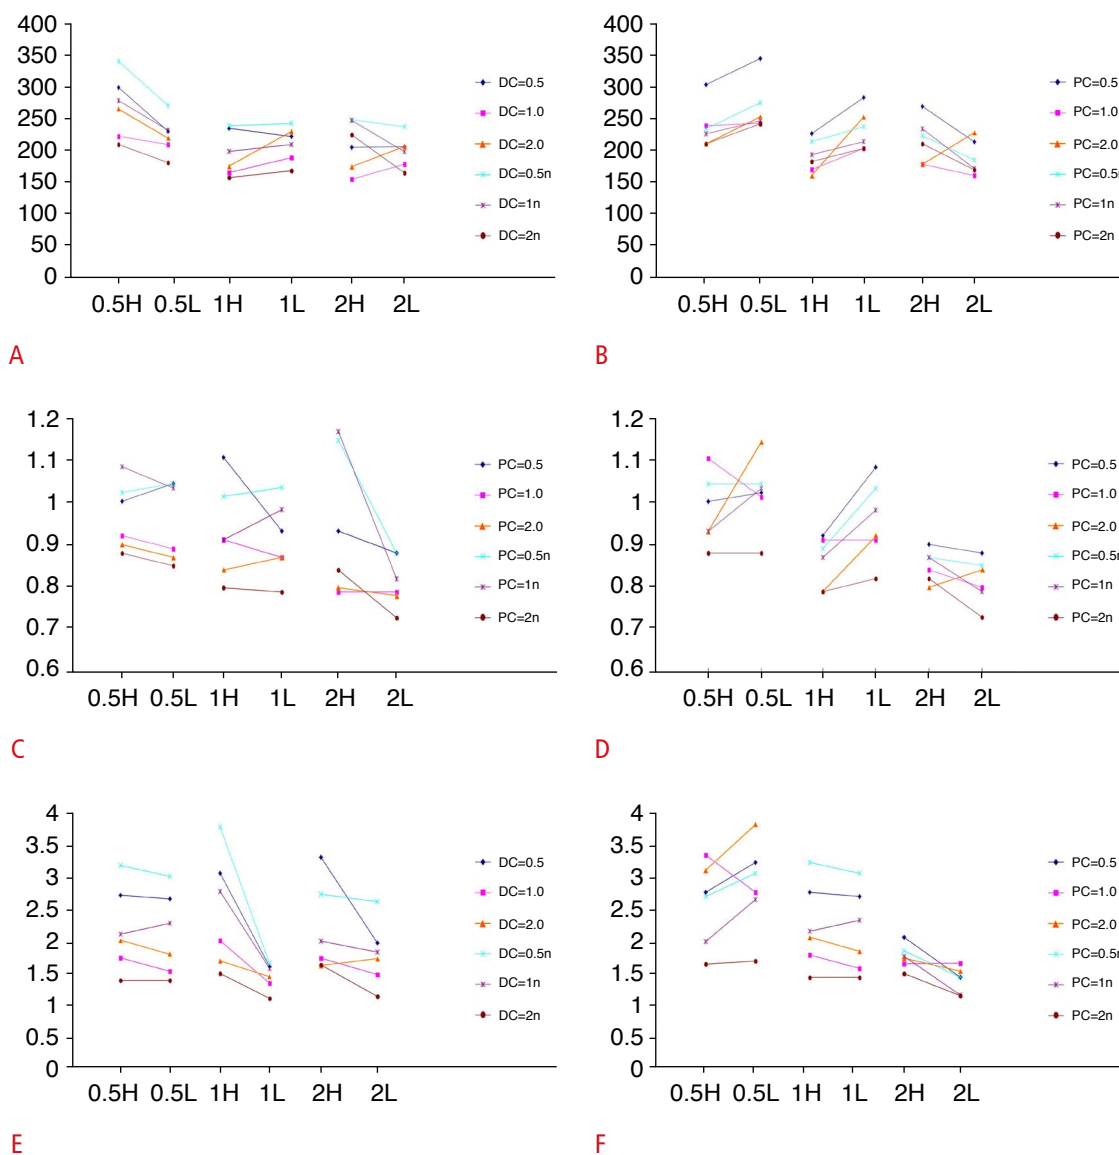 400
350
300
250
200
150
100
50
0
0.5H 0.5L 1H 1L 2H 2L
DC=0.5
DC=1.0
DC=2.0
DC=0.5n
DC=1n
DC=2n
A
400
350
300
250
200
150
100
50
0
0.5H 0.5L 1H 1L 2H 2L
PC=0.5
PC=1.0
PC=2.0
PC=0.5n
PC=1n
PC=2n
B
1.2
1.1
1
0.9
0.8
0.7
0.6
0.5H 0.5L 1H 1L 2H 2L
PC=0.5
PC=1.0
PC=2.0
PC=0.5n
PC=1n
PC=2n
C
1.2
1.1
1
0.9
0.8
0.7
0.6
0.5H 0.5L 1H 1L 2H 2L
PC=0.5
PC=1.0
PC=2.0
PC=0.5n
PC=1n
PC=2n
D
4
3.5
3
2.5
2
1.5
1
0.5
0
0.5H 0.5L 1H 1L 2H 2L
DC=0.5
DC=1.0
DC=2.0
DC=0.5n
DC=1n
DC=2n
E
4
3.5
3
2.5
2
1.5
1
0.5
0
0.5H 0.5L 1H 1L 2H 2L
PC=0.5
PC=1.0
PC=2.0
PC=0.5n
PC=1n
PC=2n
F